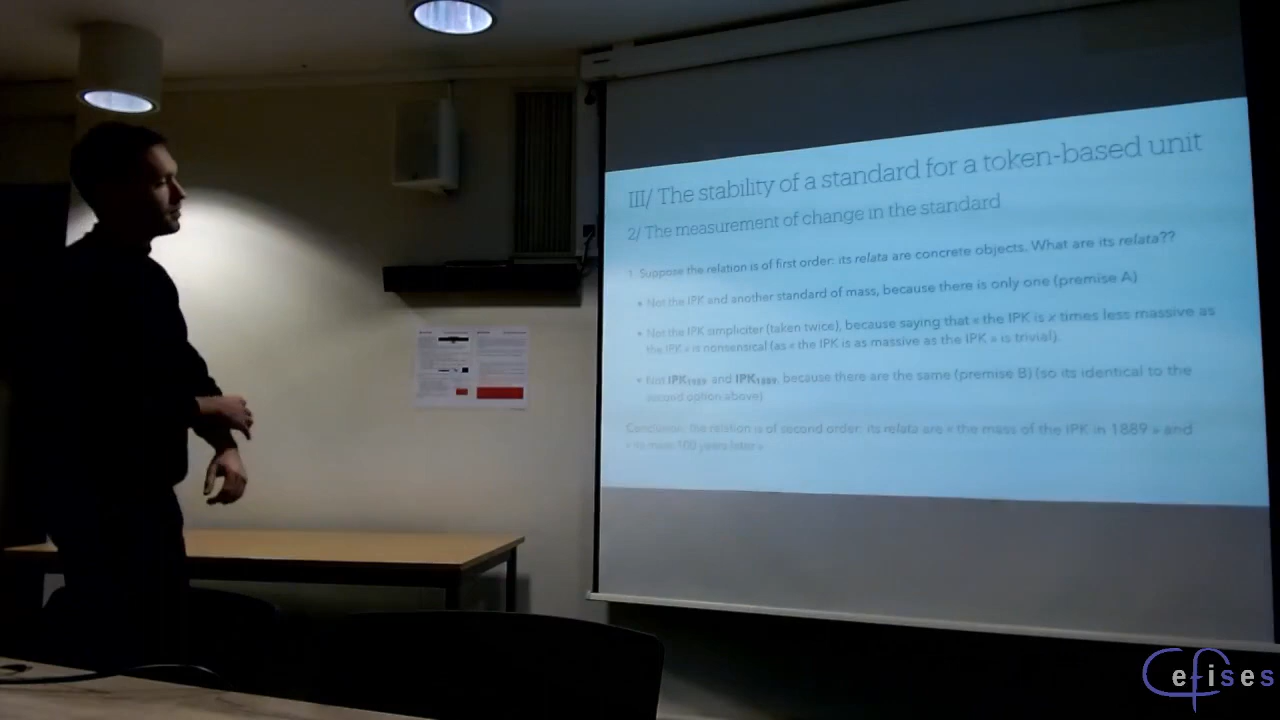 III/ The stability of a standard for a token-based unit
2/ The measurement of change in the standard
1. Suppose the relation is of first order: its relata are concrete objects. What are its relata??
• Not the IPK and another standard of mass, because there is only one (premise A)
• Not the IPK simpliciter (taken twice), because saying that « the IPK is x times less massive as
the IPK » is nonsensical (as « the IPK is as massive as the IPK » is trivial).
• Not IPK1989 and IPK1889, because there are the same (premise B) (so its identical to the
second option above)
Conclusion: the relation is of second order: its relata are « the mass of the IPK in 1889 » and
« its mass 100 years later »
Cefises